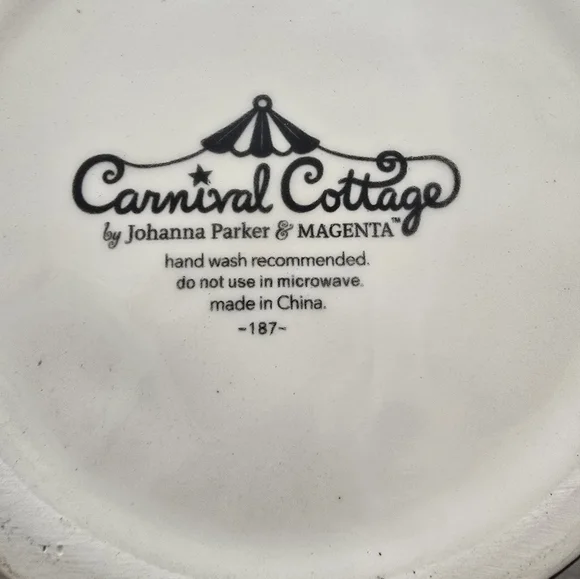 Carnival Cottage
by Johanna Parker & MAGENTA™
hand wash recommended.
do not use in microwave.
made in China.
~187~